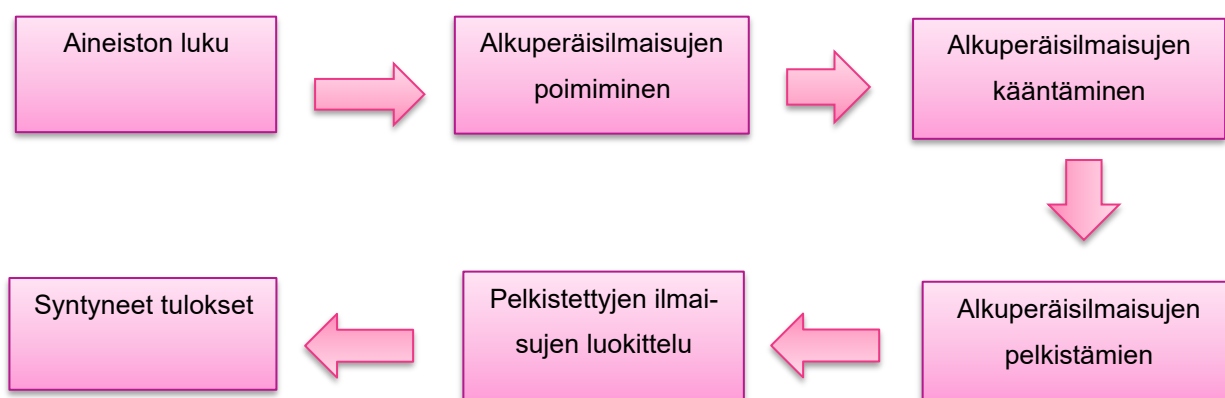 Aineiston luku
Alkuperäisilmaisujen
poimiminen
Alkuperäisilmaisujen
kääntäminen
Alkuperäisilmaisujen
pelkistämien
Pelkistettyjen ilmai-
sujen luokittelu
Syntyneet tulokset